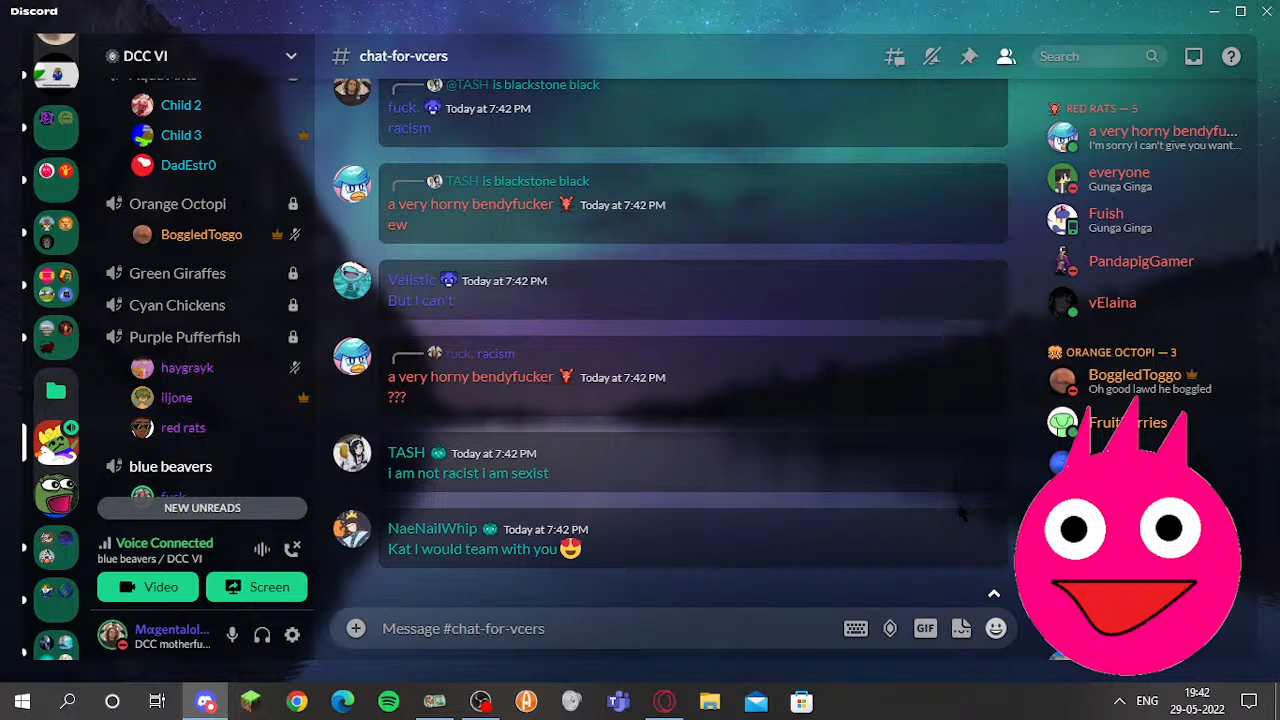 Discord
DCC VI
Child 2
Child 3
DadEstr0
Orange Octopi
BoggledToggo
Green Giraffes
Cyan Chickens
Purple Pufferfish
haygrayk
iljone
red rats
blue beavers
fuck
NEW UNREADS
Voice Connected
blue beavers / DCC VI
Video
Screen
Mαgentalol...
DCC motherfu...
# chat-for-vcers
Search
@TASH is blackstone black
fuck. Today at 7:42 PM
racism
TASH is blackstone black
a very horny bendyfucker Today at 7:42 PM
ew
Velistic Today at 7:42 PM
But I can't
fuck. racism
a very horny bendyfucker Today at 7:42 PM
???
TASH Today at 7:42 PM
i am not racist i am sexist
NaeNailWhip Today at 7:42 PM
Kat I would team with you
Message #chat-for-vcers
GIF
RED RATS — 5
a very horny bendyfu...
I'm sorry I can't give you want...
everyone
Gunga Ginga
Fuish
Gunga Ginga
PandapigGamer
vElaina
ORANGE OCTOPI — 3
BoggledToggo
Oh good lawd he boggled
ENG
19:42
29-05-2022